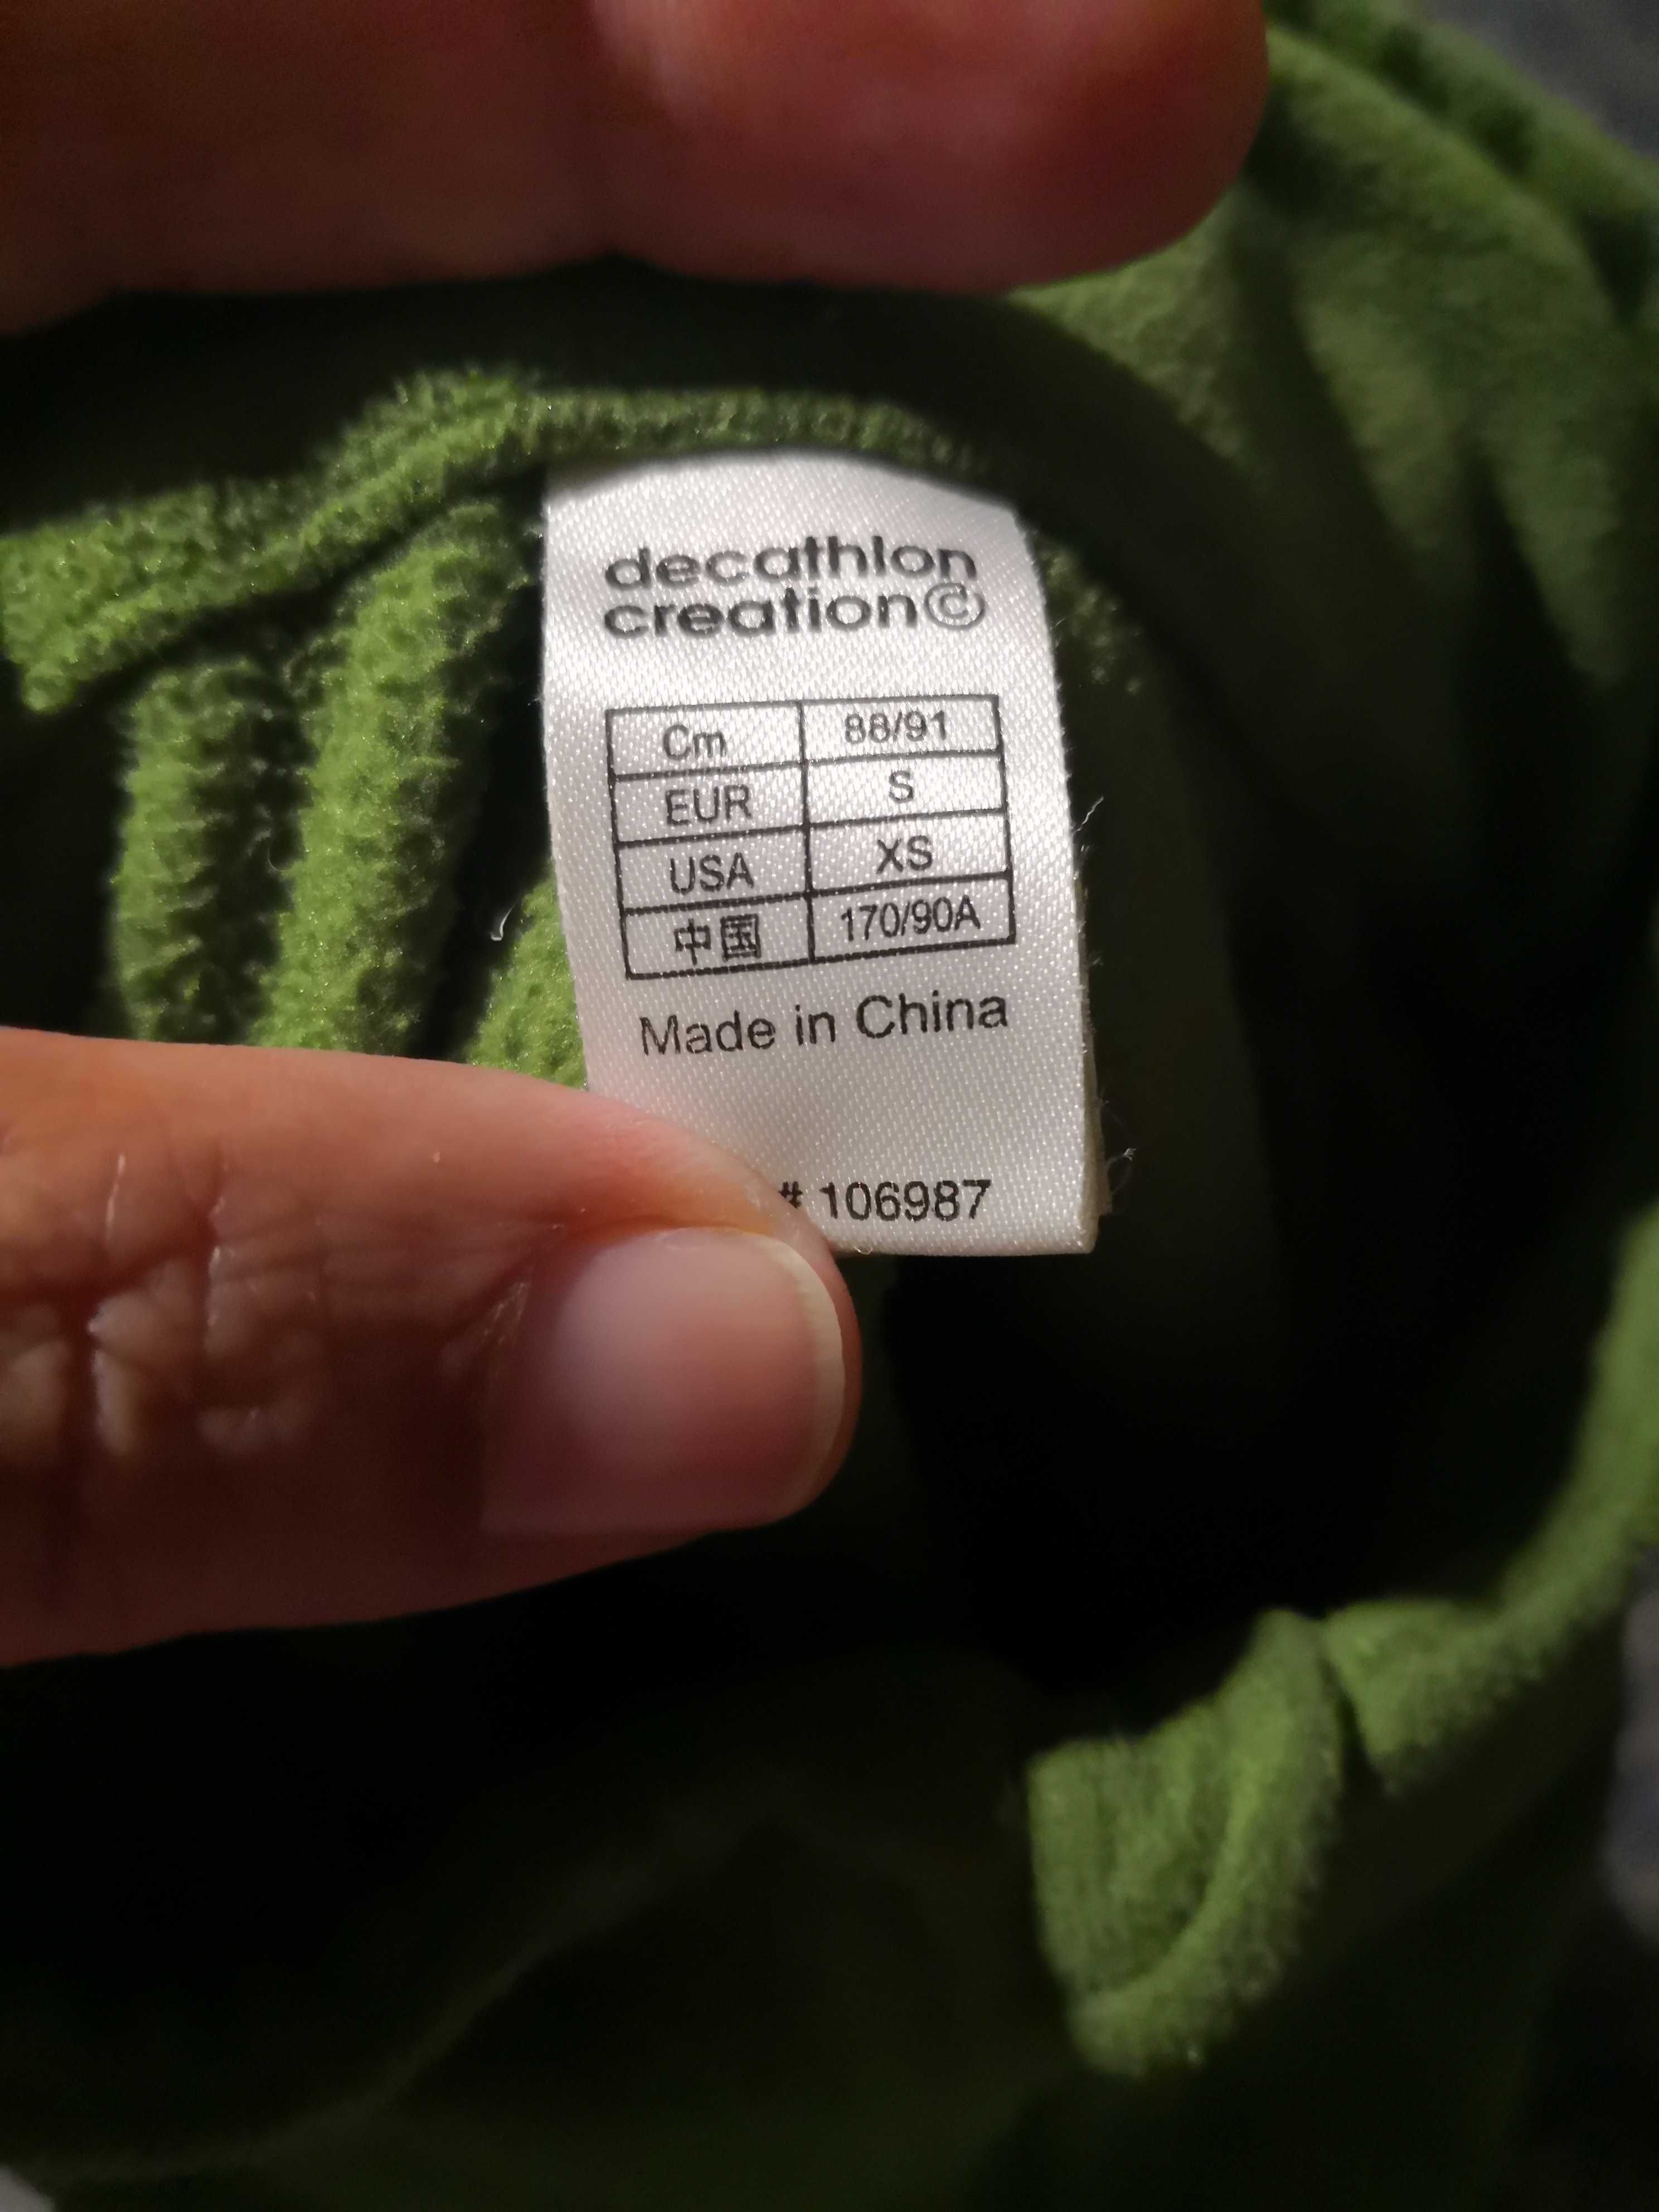 decathlon
creation©
Cm 88/91
EUR S
USA XS
中国 170/90A
Made in China
# 106987